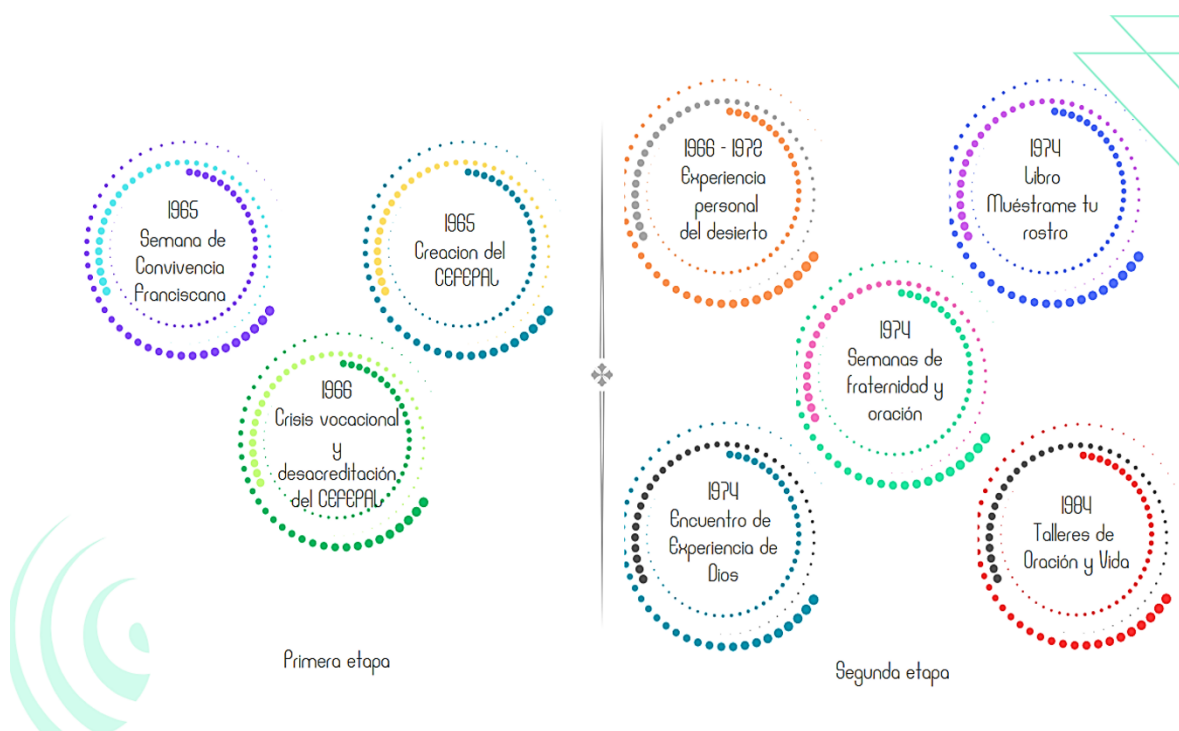 1965
Semana de
Convivencia
Franciscana
1965
Creacion del
CEFEPAL
1966
Crisis vocacional
y
desacreditación
del CEFEPAL
Primera etapa
1966 - 1972
Experiencia
personal
del desierto
1974
Libro
Muéstrame tu
rostro
1974
Semanas de
fraternidad y
oración
1974
Encuentro de
Experiencia de
Dios
1984
Talleres de
Oración y Vida
Segunda etapa